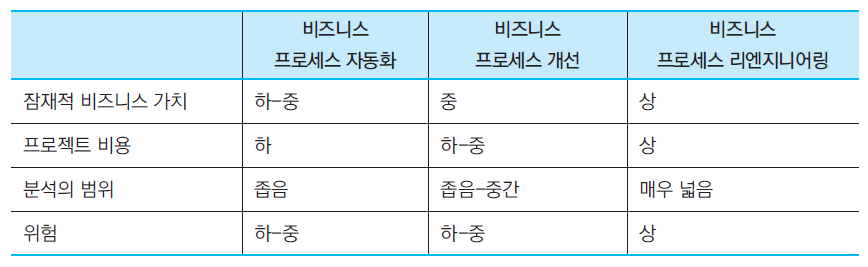 비즈니스 비즈니스 비즈니스
프로세스 자동화 프로세스 개선 프로세스 리엔지니어링
잠재적 비즈니스 가치 하-중 중 상
프로젝트 비용 하 하-중 상
분석의 범위 좁음 좁음-중간 매우 넓음
위험 하-중 하-중 상